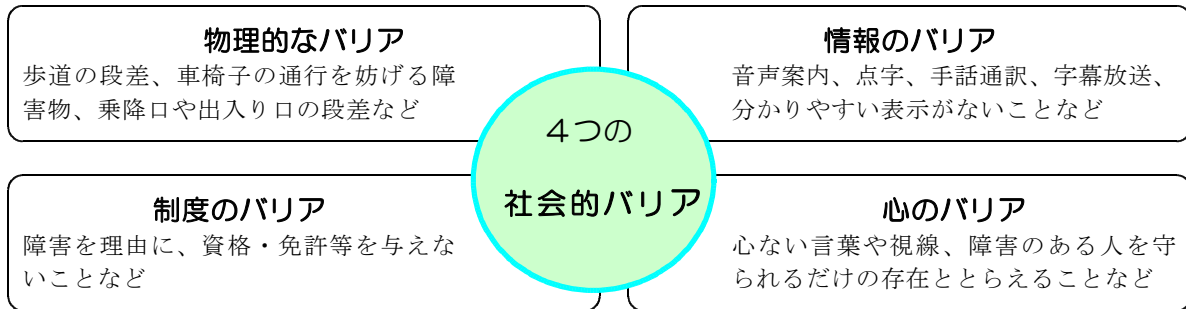 物理的なバリア
歩道の段差、車椅子の通行を妨げる障
害物、乗降口や出入り口の段差など
情報のバリア
音声案内、点字、手話通訳、字幕放送、
分かりやすい表示がないことなど
４つの
社会的バリア
制度のバリア
障害を理由に、資格・免許等を与えな
いことなど
心のバリア
心ない言葉や視線、障害のある人を守
られるだけの存在ととらえることなど